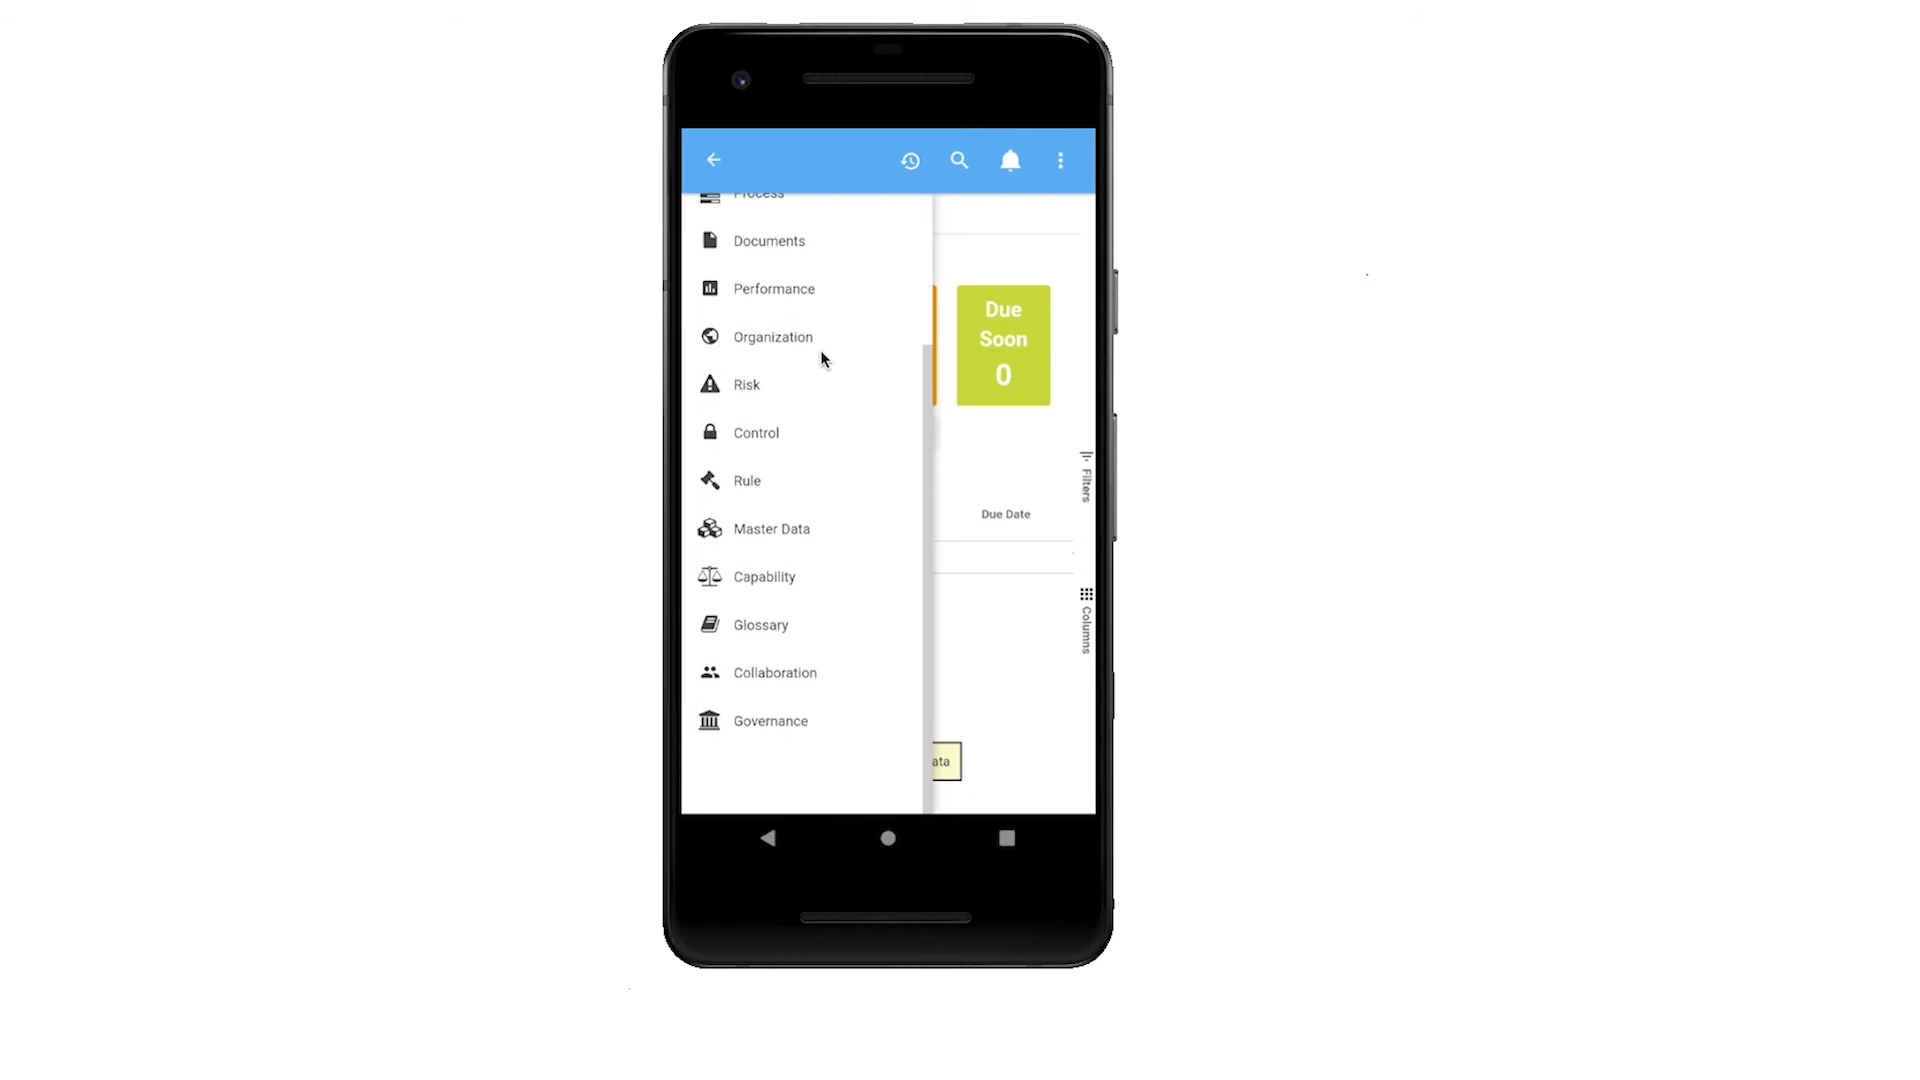 Process
Documents
Performance
Organization
Risk
Control
Rule
Master Data
Capability
Glossary
Collaboration
Governance
Due
Soon
0
Filters
Due Date
Columns
ata